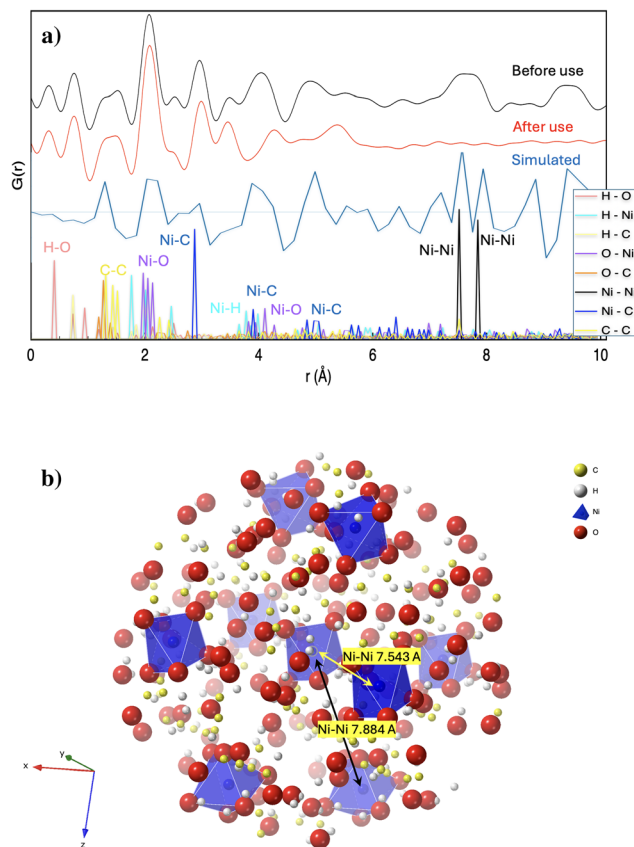 a)
Before use
After use
Simulated
G(r)
H-O
C-C
Ni-O
Ni-C
Ni-H
Ni-C
Ni-O
Ni-C
Ni-Ni
Ni-Ni
H - O
H - Ni
H - C
O - Ni
O - C
Ni - Ni
Ni - C
C - C
0 2 4 6 8 10
r (Å)
b)
C
H
Ni
O
Ni-Ni 7.543 A
Ni-Ni 7.884 A
x
y
z